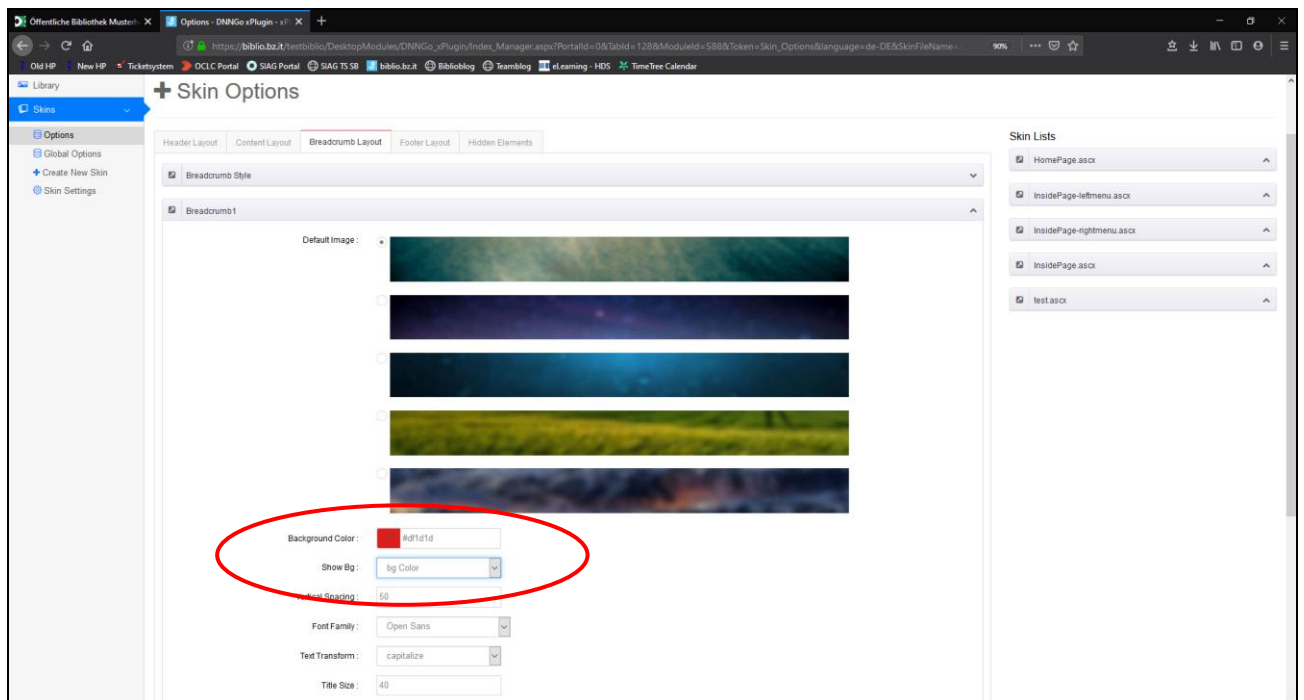 Öffentliche Bibliothek Musterh
Options - DNNGo xPlugin - xPl
https://biblio.bz.it/testbiblio/DesktopModules/DNNGo_xPlugin/Index_Manager.aspx?PortalId=0&TabId=128&ModuleId=588&Token=Skin_Options&language=de-DE&SkinFileName=
90%
Old HP New HP Ticketsystem OCLC Portal SIAG Portal SIAG TS SB biblio.bz.it Biblioblog Teamblog eLearning - HDS TimeTree Calendar
Library
Skins
Options
Global Options
Create New Skin
Skin Settings
Skin Options
Header Layout Content Layout Breadcrumb Layout Footer Layout Hidden Elements
Breadcrumb Style
Breadcrumb1
Default Image :
Background Color : #df1d1d
Show Bg : bg Color
Vertical Spacing : 50
Font Family : Open Sans
Text Transform : capitalize
Title Size : 40
Skin Lists
HomePage.ascx
InsidePage-leftmenu.ascx
InsidePage-rightmenu.ascx
InsidePage.ascx
test.ascx